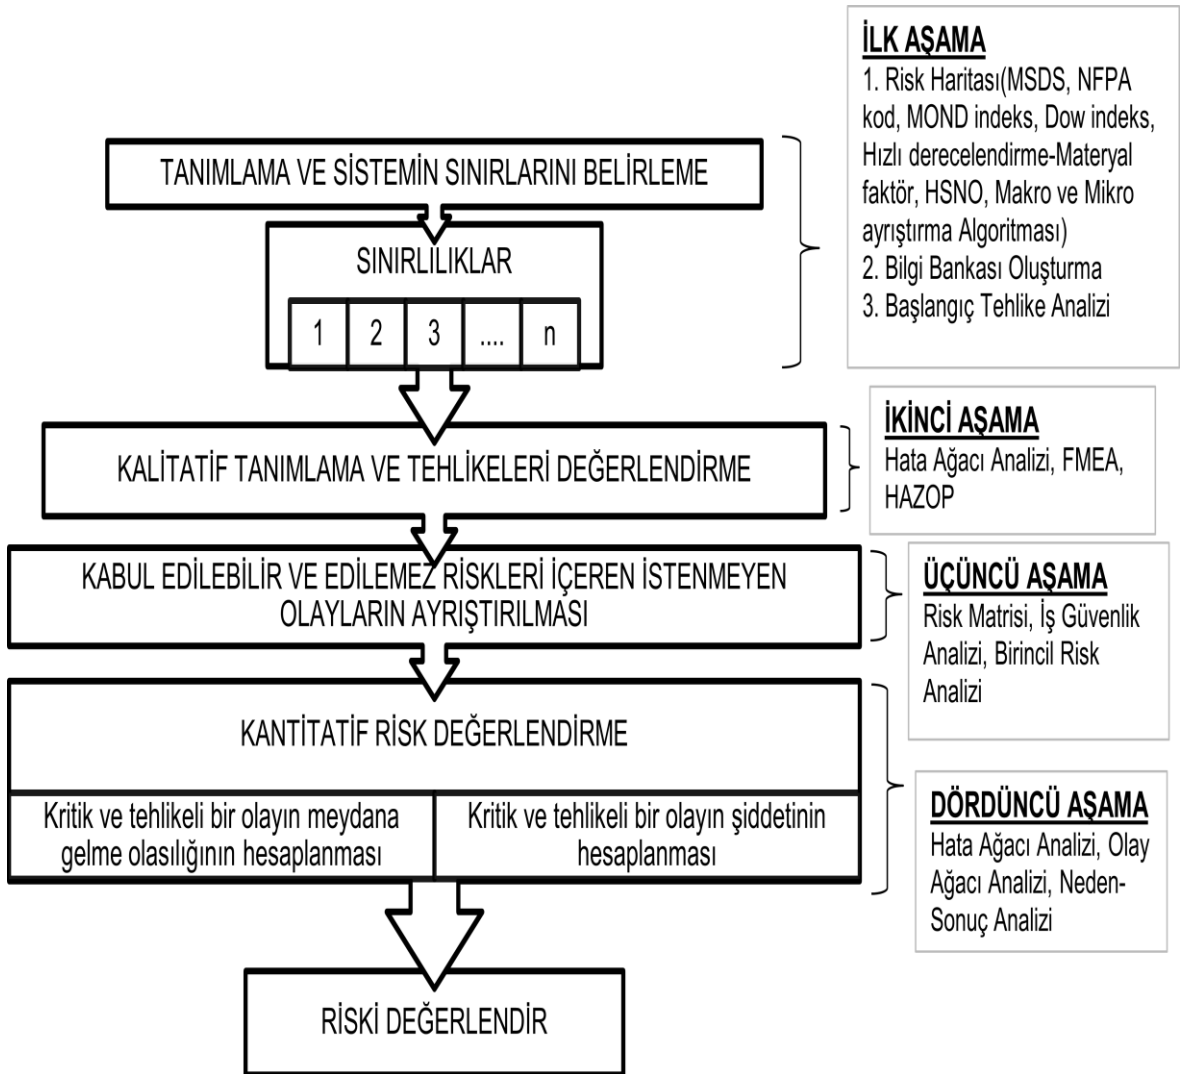 TANIMLAMA VE SİSTEMİN SINIRLARINI BELİRLEME
SINIRLILIKLAR
1 2 3 .... n
İLK AŞAMA
1. Risk Haritası(MSDS, NFPA
kod, MOND indeks, Dow indeks,
Hızlı derecelendirme-Materyal
faktör, HSNO, Makro ve Mikro
ayrıştırma Algoritması)
2. Bilgi Bankası Oluşturma
3. Başlangıç Tehlike Analizi
KALİTATİF TANIMLAMA VE TEHLİKELERİ DEĞERLENDİRME
İKİNCİ AŞAMA
Hata Ağacı Analizi, FMEA,
HAZOP
KABUL EDİLEBİLİR VE EDİLEMEZ RİSKLERİ İÇEREN İSTENMEYEN
OLAYLARIN AYRIŞTIRILMASI
ÜÇÜNCÜ AŞAMA
Risk Matrisi, İş Güvenlik
Analizi, Birincil Risk
Analizi
KANTİTATİF RİSK DEĞERLENDİRME
Kritik ve tehlikeli bir olayın meydana
gelme olasılığının hesaplanması
Kritik ve tehlikeli bir olayın şiddetinin
hesaplanması
DÖRDÜNCÜ AŞAMA
Hata Ağacı Analizi, Olay
Ağacı Analizi, Neden-
Sonuç Analizi
RİSKİ DEĞERLENDİR